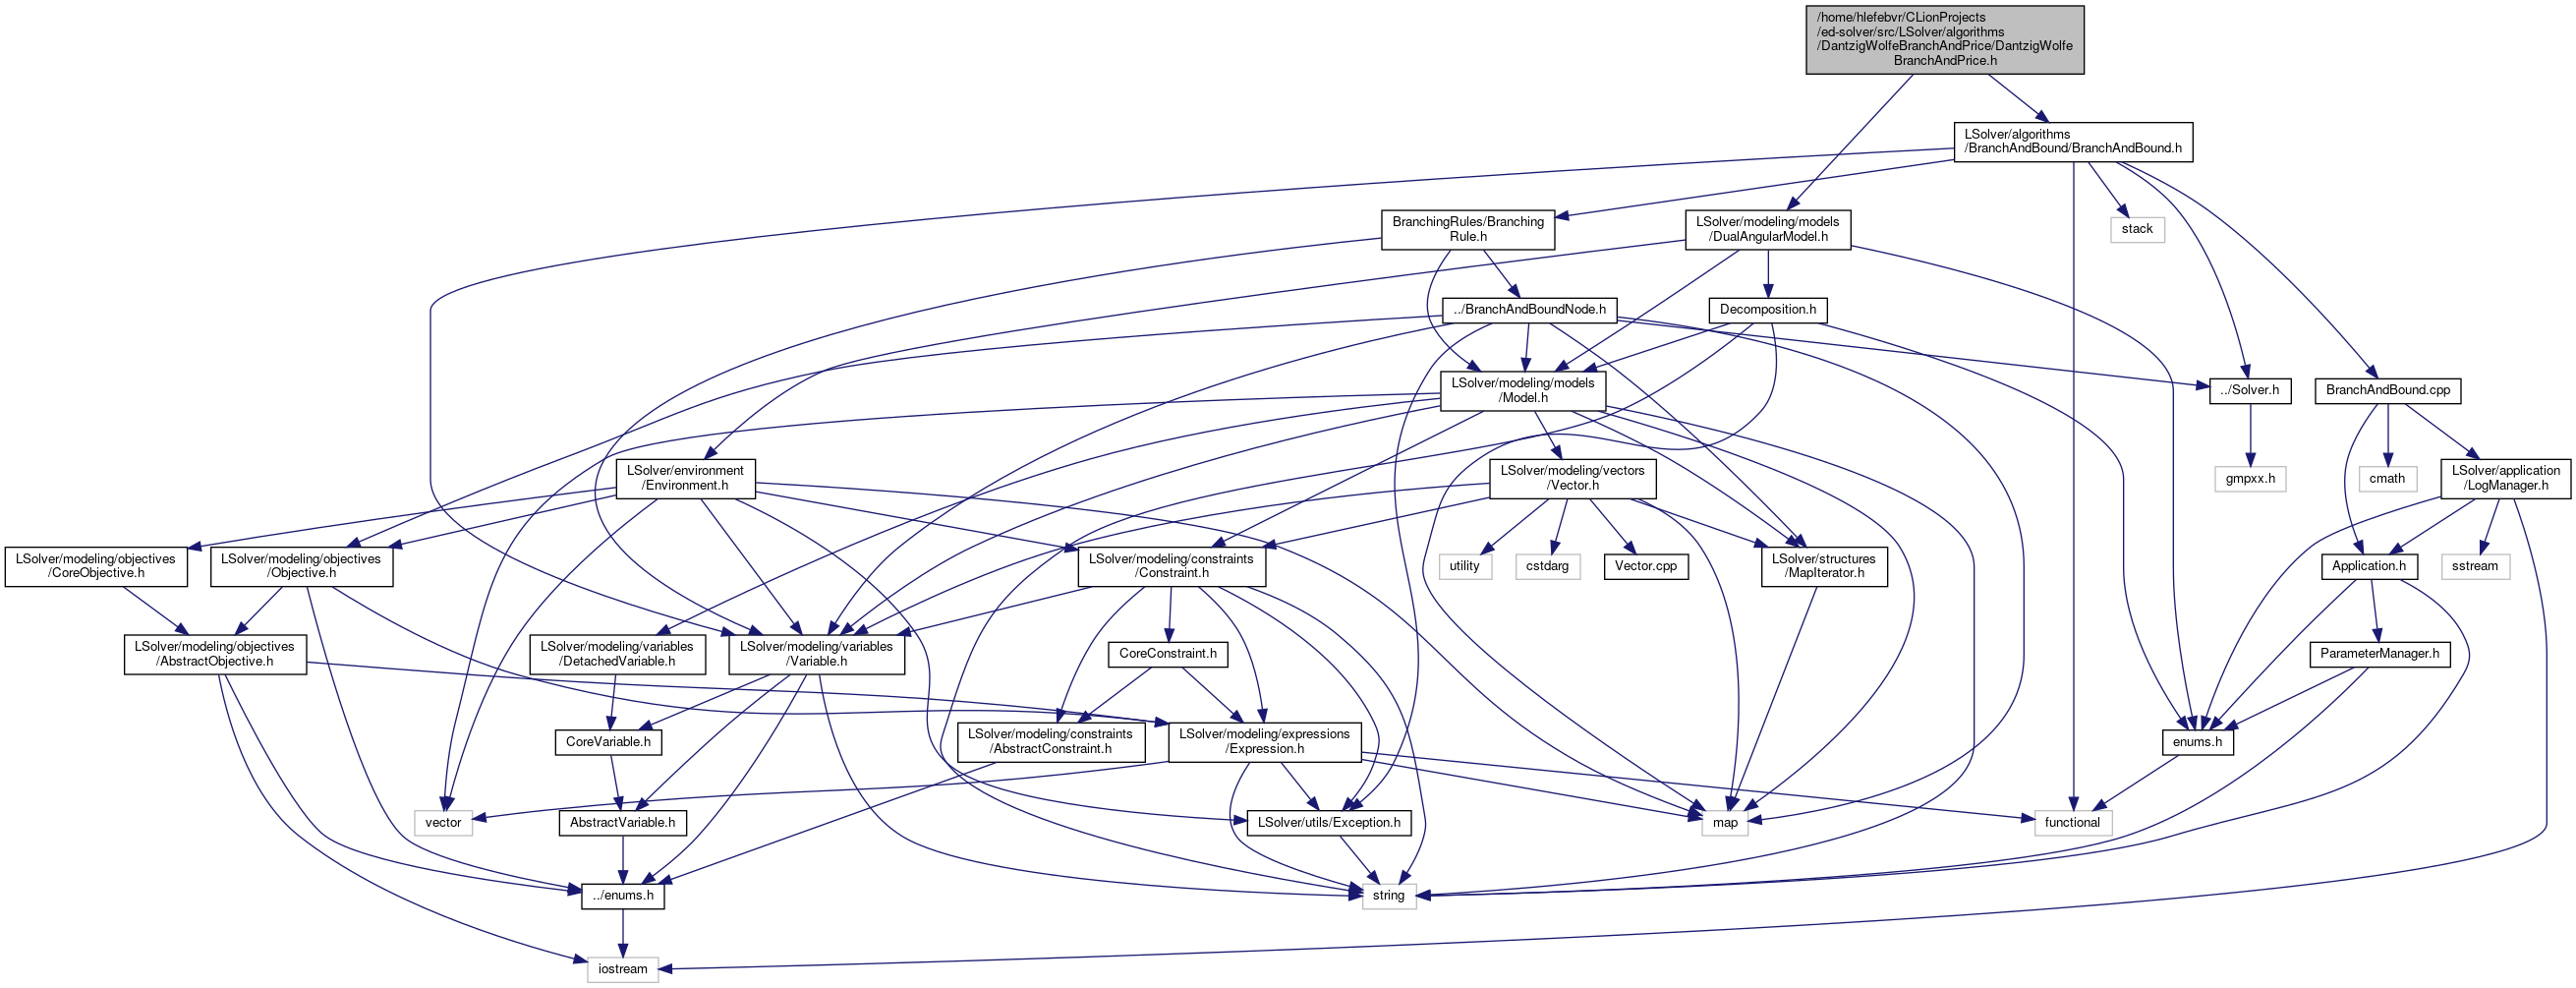 /home/hlefebvr/CLionProjects
/ed-solver/src/LSolver/algorithms
/DantzigWolfeBranchAndPrice/DantzigWolfe
BranchAndPrice.h
LSolver/algorithms
/BranchAndBound/BranchAndBound.h
BranchingRules/Branching
Rule.h
LSolver/modeling/models
/DualAngularModel.h
stack
../BranchAndBoundNode.h
Decomposition.h
LSolver/modeling/models
/Model.h
../Solver.h
BranchAndBound.cpp
LSolver/environment
/Environment.h
LSolver/modeling/vectors
/Vector.h
gmpxx.h
cmath
LSolver/application
/LogManager.h
LSolver/modeling/objectives
/CoreObjective.h
LSolver/modeling/objectives
/Objective.h
LSolver/modeling/constraints
/Constraint.h
utility
cstdarg
Vector.cpp
LSolver/structures
/MapIterator.h
Application.h
sstream
LSolver/modeling/objectives
/AbstractObjective.h
LSolver/modeling/variables
/DetachedVariable.h
LSolver/modeling/variables
/Variable.h
CoreConstraint.h
ParameterManager.h
CoreVariable.h
LSolver/modeling/constraints
/AbstractConstraint.h
LSolver/modeling/expressions
/Expression.h
enums.h
vector
AbstractVariable.h
LSolver/utils/Exception.h
map
functional
../enums.h
string
iostream